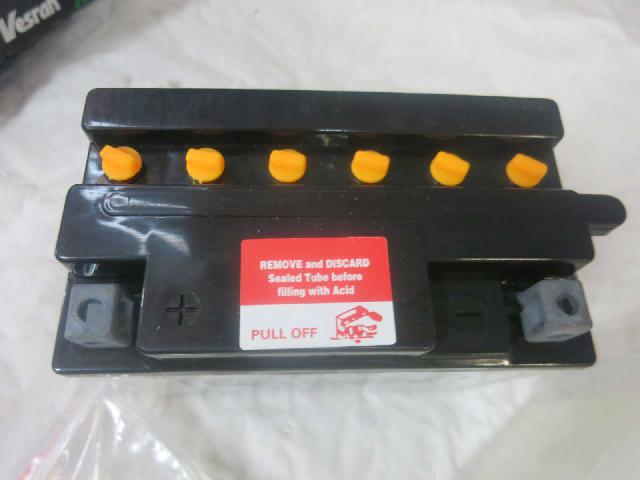 Vesrah
REMOVE and DISCARD
Sealed Tube before
filling with Acid
PULL OFF
+
-